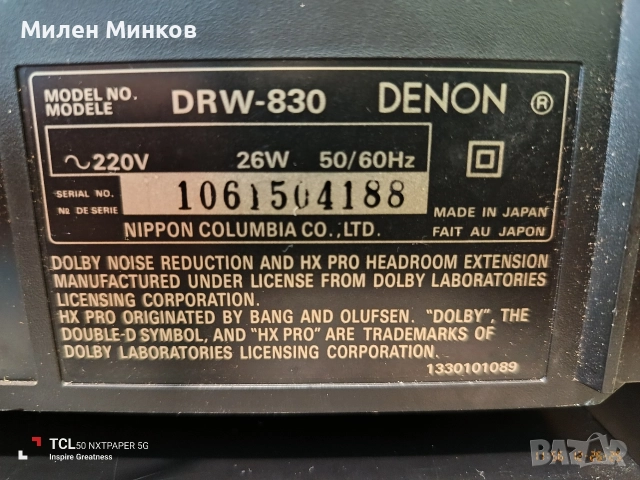 Милен Минков
MODEL NO. DRW-830 DENON ®
MODELE
~220V 26W 50/60Hz
SERIAL NO. 1061504188
Nº DE SERIE
MADE IN JAPAN
NIPPON COLUMBIA CO.,LTD. FAIT AU JAPON
DOLBY NOISE REDUCTION AND HX PRO HEADROOM EXTENSION
MANUFACTURED UNDER LICENSE FROM DOLBY LABORATORIES
LICENSING CORPORATION.
HX PRO ORIGINATED BY BANG AND OLUFSEN. "DOLBY", THE
DOUBLE-D SYMBOL, AND "HX PRO" ARE TRADEMARKS OF
DOLBY LABORATORIES LICENSING CORPORATION.
1330101089
TCL 50 NXTPAPER 5G
Inspire Greatness
BAZAR